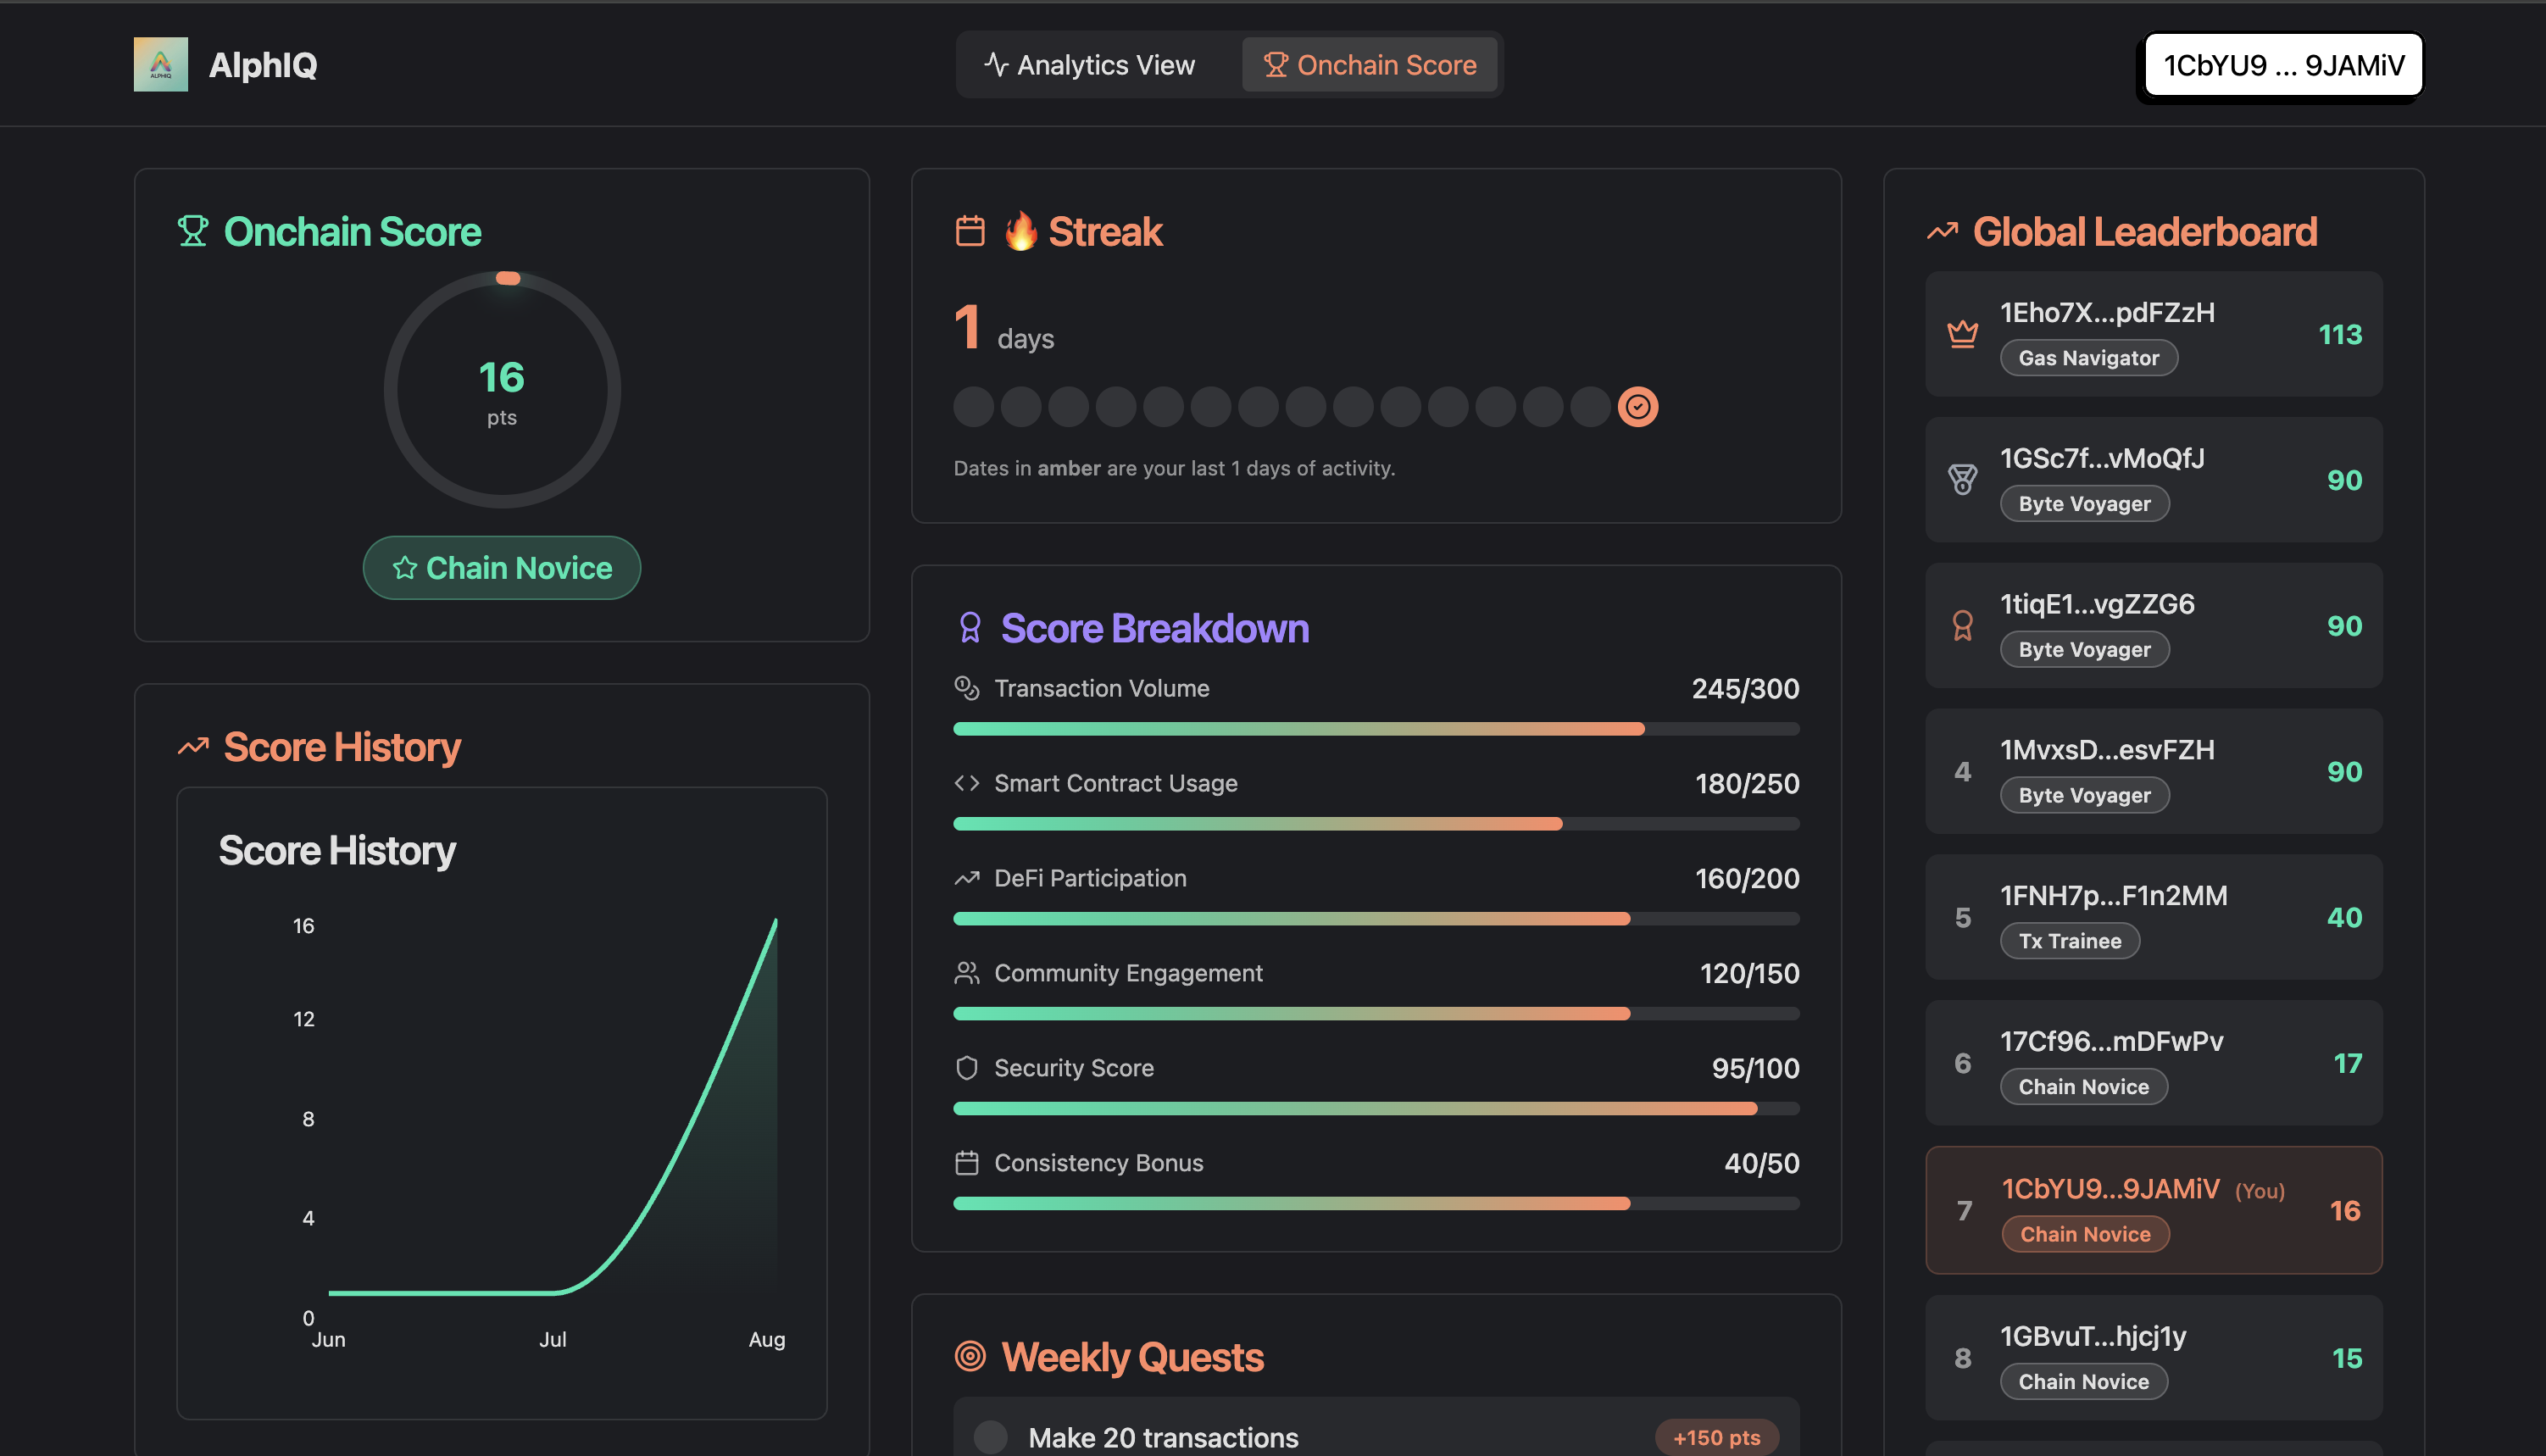 AlphIQ
ALPHIQ
Analytics View
Onchain Score
1CbYU9 ... 9JAMiV
Onchain Score
16
pts
Chain Novice
Score History
Score History
16
12
8
4
0
Jun
Jul
Aug
🔥 Streak
1 days
Dates in amber are your last 1 days of activity.
Score Breakdown
Transaction Volume
245/300
Smart Contract Usage
180/250
DeFi Participation
160/200
Community Engagement
120/150
Security Score
95/100
Consistency Bonus
40/50
Weekly Quests
Make 20 transactions
+150 pts
Global Leaderboard
1Eho7X...pdFZzH
Gas Navigator
113
1GSc7f...vMoQfJ
Byte Voyager
90
1tiqE1...vgZZG6
Byte Voyager
90
4
1MvxsD...esvFZH
Byte Voyager
90
5
1FNH7p...F1n2MM
Tx Trainee
40
6
17Cf96...mDFwPv
Chain Novice
17
7
1CbYU9...9JAMiV (You)
Chain Novice
16
8
1GBvuT...hjcj1y
Chain Novice
15